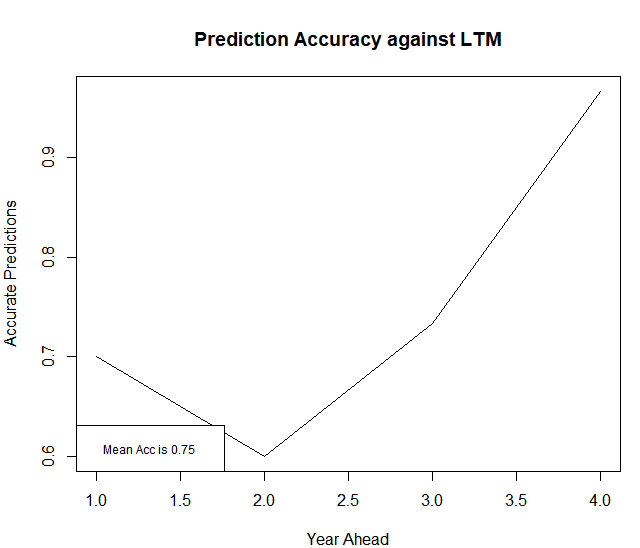 Prediction Accuracy against LTM
Accurate Predictions
0.9
0.8
0.7
0.6
Mean Acc is 0.75
1.0 1.5 2.0 2.5 3.0 3.5 4.0
Year Ahead